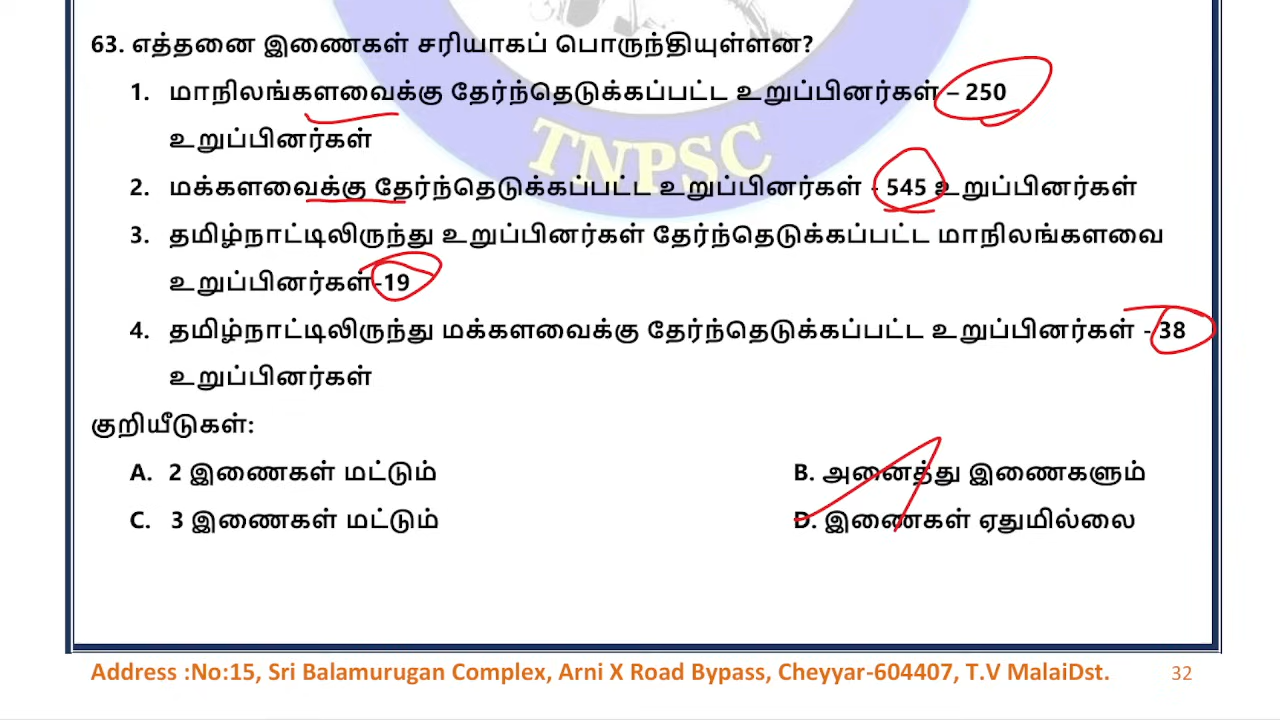 63. எத்தனை இணைகள் சரியாகப் பொருந்தியுள்ளன?
1. மாநிலங்களவைக்கு தேர்ந்தெடுக்கப்பட்ட உறுப்பினர்கள் – 250
உறுப்பினர்கள்
2. மக்களவைக்கு தேர்ந்தெடுக்கப்பட்ட உறுப்பினர்கள் - 545 உறுப்பினர்கள்
3. தமிழ்நாட்டிலிருந்து உறுப்பினர்கள் தேர்ந்தெடுக்கப்பட்ட மாநிலங்களவை
உறுப்பினர்கள்-19
4. தமிழ்நாட்டிலிருந்து மக்களவைக்கு தேர்ந்தெடுக்கப்பட்ட உறுப்பினர்கள் - 38
உறுப்பினர்கள்
குறியீடுகள்:
A. 2 இணைகள் மட்டும் B. அனைத்து இணைகளும்
C. 3 இணைகள் மட்டும் D. இணைகள் ஏதுமில்லை
TNPSC
Address :No:15, Sri Balamurugan Complex, Arni X Road Bypass, Cheyyar-604407, T.V MalaiDst. 32